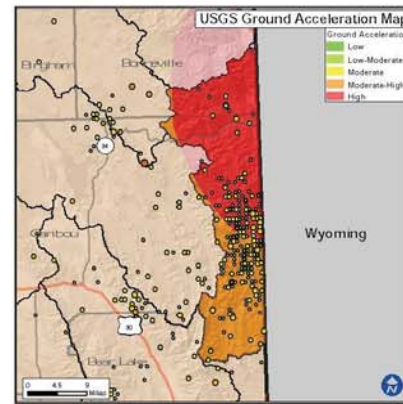 USGS Ground Acceleration Map
Ground Acceleration
Low
Low-Moderate
Moderate
Moderate-High
High
Bingham
Bonneville
34
Caribou
Wyoming
30
Bear Lake
0 4.5 9
Miles
N